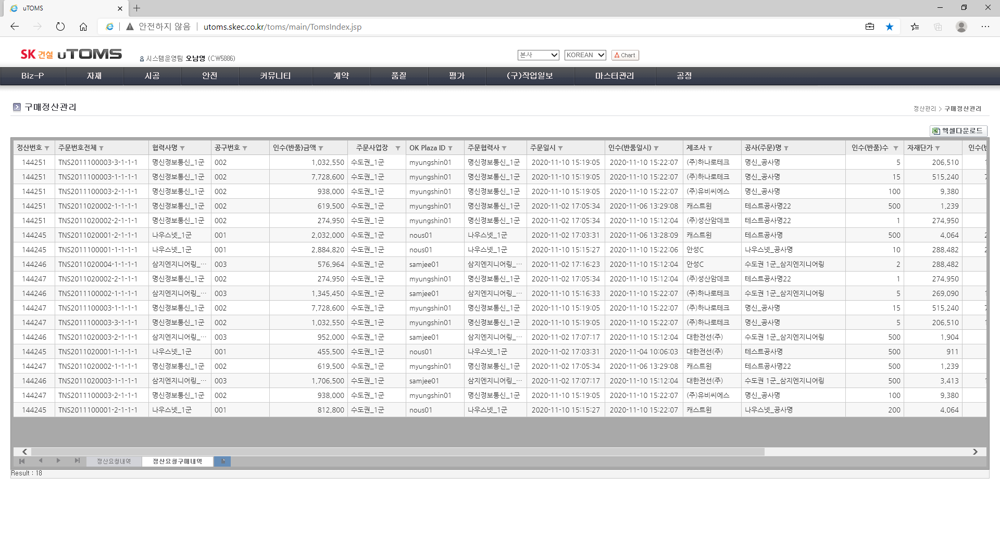 uTOMS
안전하지 않음 utoms.skec.co.kr/toms/main/TomsIndex.jsp
SK 건설 uTOMS 시스템운영팀 오남영 (CW5886) 본사 KOREAN Chart
Biz-P 자재 시공 안전 커뮤니티 계약 품질 평가 (구)작업일보 마스터관리 공정
구매정산관리 정산관리 > 구매정산관리
엑셀다운로드
정산번호 주문번호전체 협력사명 공구번호 인수(반품)금액 주문사업장 OK Plaza ID 주문협력사 주문일시 인수(반품일시) 제조사 공사(주문)명 인수(반품)수 자재단가
144251 TNS2011100003-3-1-1-1 명신정보통신_1군 002 1,032,550 수도권_1군 myungshin01 명신정보통신_1군 2020-11-10 15:19:05 2020-11-10 15:22:07 (주)하나로테크 명신_공사명 5 206,510
144251 TNS2011100003-1-1-1-1 명신정보통신_1군 002 7,728,600 수도권_1군 myungshin01 명신정보통신_1군 2020-11-10 15:19:05 2020-11-10 15:22:07 (주)하나로테크 명신_공사명 15 515,240
144251 TNS2011100003-2-1-1-1 명신정보통신_1군 002 938,000 수도권_1군 myungshin01 명신정보통신_1군 2020-11-10 15:19:05 2020-11-10 15:22:07 (주)유비씨에스 명신_공사명 100 9,380
144251 TNS2011020002-1-1-1-1 명신정보통신_1군 002 619,500 수도권_1군 myungshin01 명신정보통신_1군 2020-11-02 17:05:34 2020-11-06 13:29:08 캐스트윈 테스트공사명22 500 1,239
144251 TNS2011020002-2-1-1-1 명신정보통신_1군 002 274,950 수도권_1군 myungshin01 명신정보통신_1군 2020-11-02 17:05:34 2020-11-10 15:12:04 (주)성산암데코 테스트공사명22 1 274,950
144245 TNS2011020001-2-1-1-1 나우스넷_1군 001 2,032,000 수도권_1군 nous01 나우스넷_1군 2020-11-02 17:03:31 2020-11-06 13:28:09 캐스트윈 테스트공사명 500 4,064
144245 TNS2011100001-1-1-1-1 나우스넷_1군 001 2,884,820 수도권_1군 nous01 나우스넷_1군 2020-11-10 15:15:27 2020-11-10 15:22:06 안성C 나우스넷_공사명 10 288,482
144246 TNS2011020004-1-1-1-1 삼지엔지니어링_… 003 576,964 수도권_1군 samjee01 삼지엔지니어링_… 2020-11-02 17:16:23 2020-11-10 15:12:04 안성C 수도권 1군_삼지엔지니어링 2 288,482
144247 TNS2011020002-2-1-1-1 명신정보통신_1군 002 274,950 수도권_1군 myungshin01 명신정보통신_1군 2020-11-02 17:05:34 2020-11-10 15:12:04 (주)성산암데코 테스트공사명22 1 274,950
144246 TNS2011100002-1-1-1-1 삼지엔지니어링_… 003 1,345,450 수도권_1군 samjee01 삼지엔지니어링_… 2020-11-10 15:16:33 2020-11-10 15:22:07 (주)하나로테크 수도권 1군_삼지엔지니어링 5 269,090
144247 TNS2011100003-1-1-1-1 명신정보통신_1군 002 7,728,600 수도권_1군 myungshin01 명신정보통신_1군 2020-11-10 15:19:05 2020-11-10 15:22:07 (주)하나로테크 명신_공사명 15 515,240
144247 TNS2011100003-3-1-1-1 명신정보통신_1군 002 1,032,550 수도권_1군 myungshin01 명신정보통신_1군 2020-11-10 15:19:05 2020-11-10 15:22:07 (주)하나로테크 명신_공사명 5 206,510
144246 TNS2011020003-2-1-1-1 삼지엔지니어링_… 003 952,000 수도권_1군 samjee01 삼지엔지니어링_… 2020-11-02 17:07:17 2020-11-10 15:12:04 대한전선(주) 수도권 1군_삼지엔지니어링 500 1,904
144245 TNS2011020001-1-1-1-1 나우스넷_1군 001 455,500 수도권_1군 nous01 나우스넷_1군 2020-11-02 17:03:31 2020-11-04 10:06:03 대한전선(주) 테스트공사명 500 911
144247 TNS2011020002-1-1-1-1 명신정보통신_1군 002 619,500 수도권_1군 myungshin01 명신정보통신_1군 2020-11-02 17:05:34 2020-11-06 13:29:08 캐스트윈 테스트공사명22 500 1,239
144246 TNS2011020003-1-1-1-1 삼지엔지니어링_… 003 1,706,500 수도권_1군 samjee01 삼지엔지니어링_… 2020-11-02 17:07:17 2020-11-10 15:12:04 대한전선(주) 수도권 1군_삼지엔지니어링 500 3,413
144247 TNS2011100003-2-1-1-1 명신정보통신_1군 002 938,000 수도권_1군 myungshin01 명신정보통신_1군 2020-11-10 15:19:05 2020-11-10 15:22:07 (주)유비씨에스 명신_공사명 100 9,380
144245 TNS2011100001-2-1-1-1 나우스넷_1군 001 812,800 수도권_1군 nous01 나우스넷_1군 2020-11-10 15:15:27 2020-11-10 15:22:07 캐스트윈 나우스넷_공사명 200 4,064
정산요청내역 정산요청구매내역
Result : 18